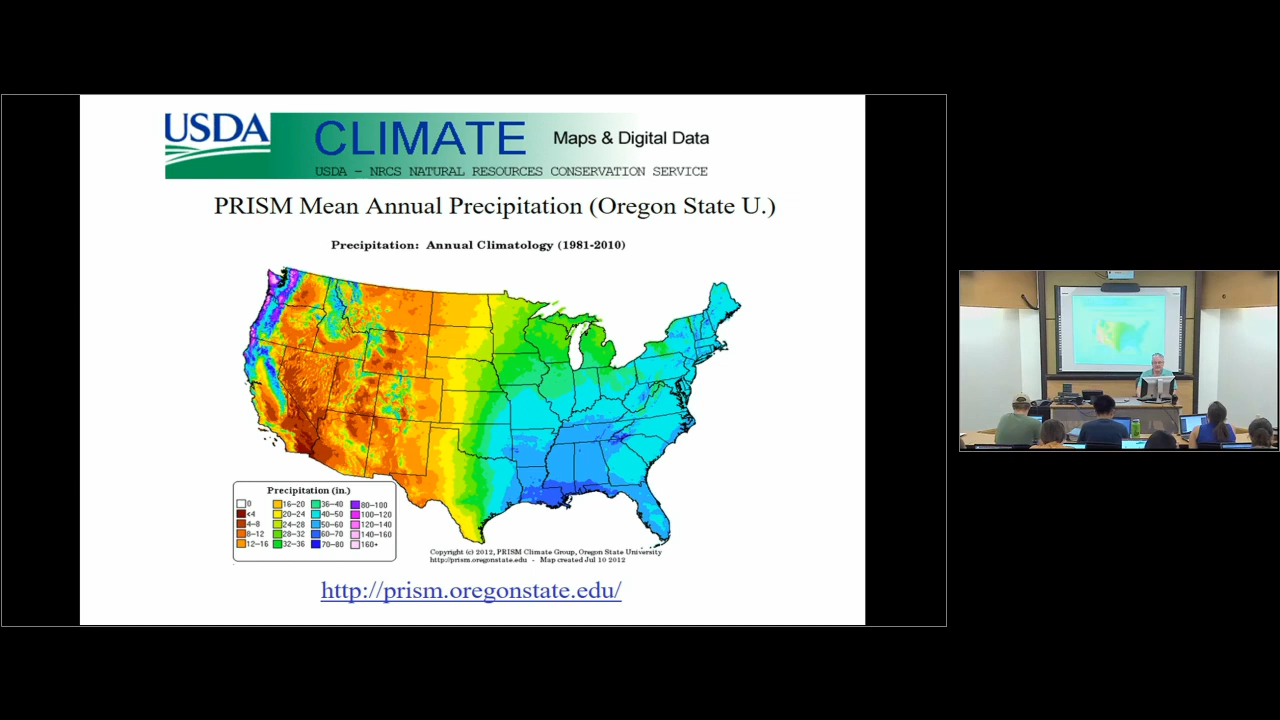 USDA
CLIMATE Maps & Digital Data
USDA - NRCS NATURAL RESOURCES CONSERVATION SERVICE
PRISM Mean Annual Precipitation (Oregon State U.)
Precipitation: Annual Climatology (1981-2010)
Precipitation (in.)
0 16-20 36-40 80-100
<4 20-24 40-50 100-120
4-8 24-28 50-60 120-140
8-12 28-32 60-70 140-160
12-16 32-36 70-80 160+
Copyright (c) 2012, PRISM Climate Group, Oregon State University
http://prism.oregonstate.edu - Map created Jul 10 2012
http://prism.oregonstate.edu/